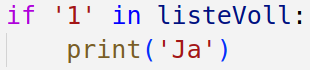 if '1' in listeVoll:
    print('Ja')